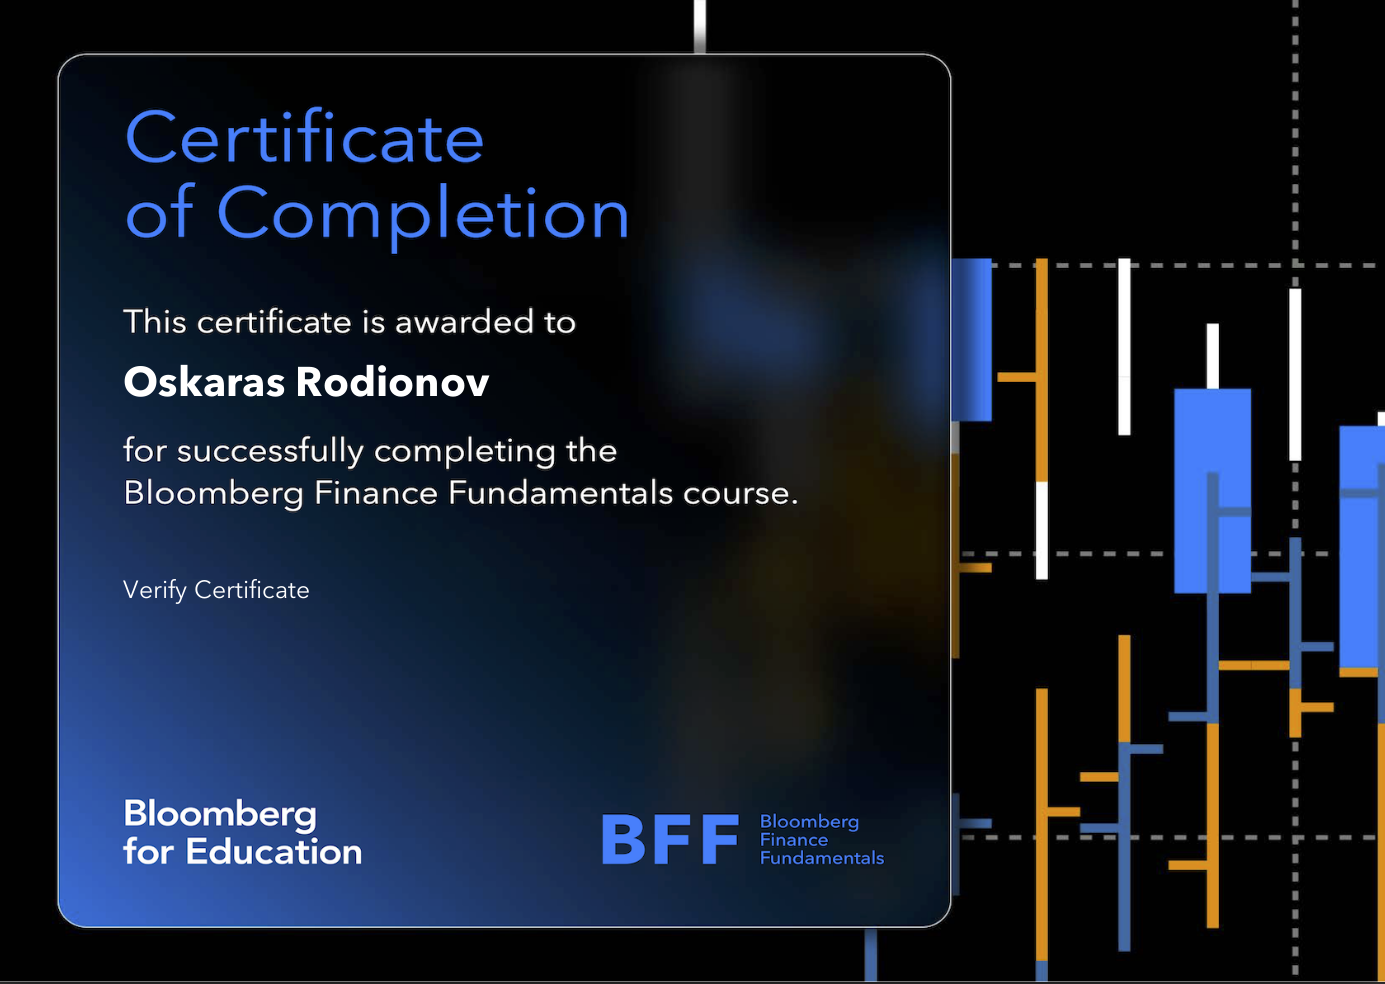 Certificate
of Completion
This certificate is awarded to
Oskaras Rodionov
for successfully completing the
Bloomberg Finance Fundamentals course.
Verify Certificate
Bloomberg
for Education
BFF
Bloomberg
Finance
Fundamentals